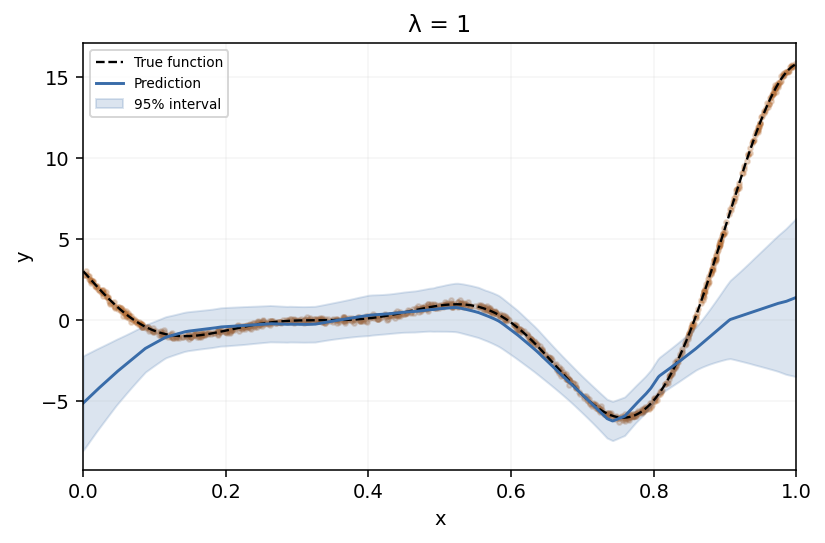 λ = 1
True function
Prediction
95% interval
15
10
5
0
−5
y
0.0 0.2 0.4 0.6 0.8 1.0
x